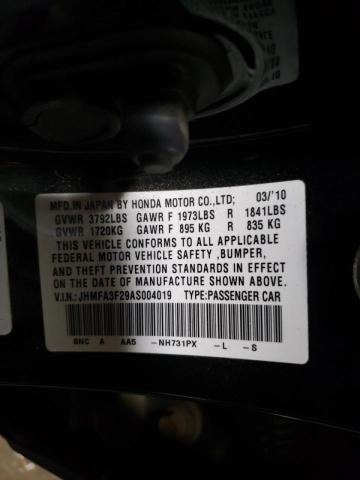 MFD.IN JAPAN BY HONDA MOTOR CO.,LTD; 03/'10
GVWR 3792LBS GAWR F 1973LBS R 1841LBS
GVWR 1720KG GAWR F 895 KG R 835 KG
THIS VEHICLE CONFORMS TO ALL APPLICABLE
FEDERAL MOTOR VEHICLE SAFETY ,BUMPER,
AND THEFT PREVENTION STANDARDS IN EFFECT
ON THE DATE OF MANUFACTURE SHOWN ABOVE.
V.I.N: JHMFA3F29AS004019 TYPE:PASSENGER CAR
SNC A AA5- -NH731PX -L -S